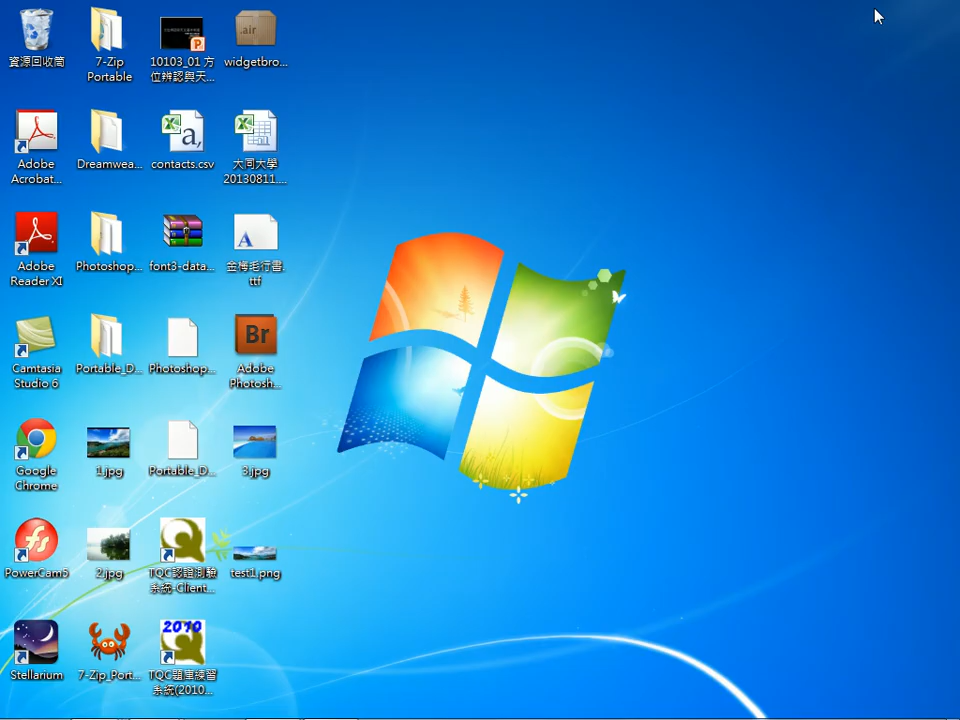 資源回收筒
7-Zip
Portable
10103_01 方
位辨認與天...
widgetbro...
.air
Adobe
Acrobat...
Dreamwea...
contacts.csv
大同大學
20130811....
Adobe
Reader XI
Photoshop...
font3-data...
金梅毛行書.
ttf
Camtasia
Studio 6
Portable_D...
Photoshop...
Br
Adobe
Photosh...
Google
Chrome
1.jpg
Portable_D...
3.jpg
PowerCam5
2.jpg
TQC認證測驗
系統-Client...
test1.png
Stellarium
7-Zip_Port...
2010
TQC題庫練習
系統(2010...